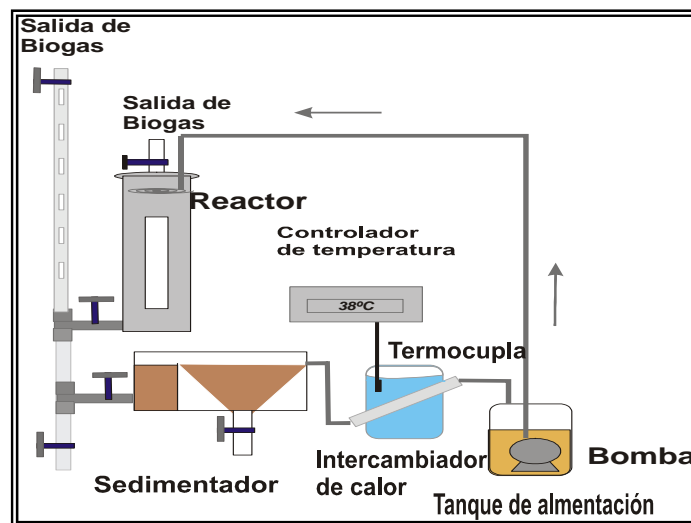 Salida de
Biogas
Salida de
Biogas
Reactor
Controlador
de temperatura
38ºC
Termocupla
Intercambiador
de calor
Bomba
Sedimentador
Tanque de almentación